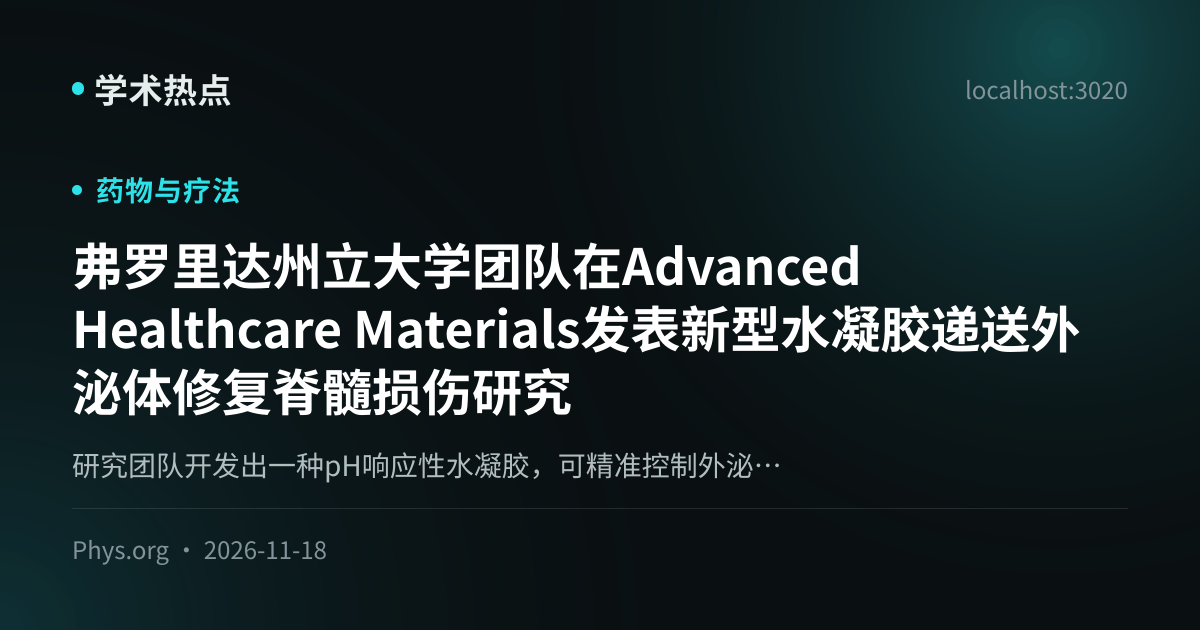 学术热点
localhost:3020
药物与疗法
弗罗里达州立大学团队在Advanced
Healthcare Materials发表新型水凝胶递送外
泌体修复脊髓损伤研究
研究团队开发出一种pH响应性水凝胶，可精准控制外泌…
Phys.org • 2026-11-18